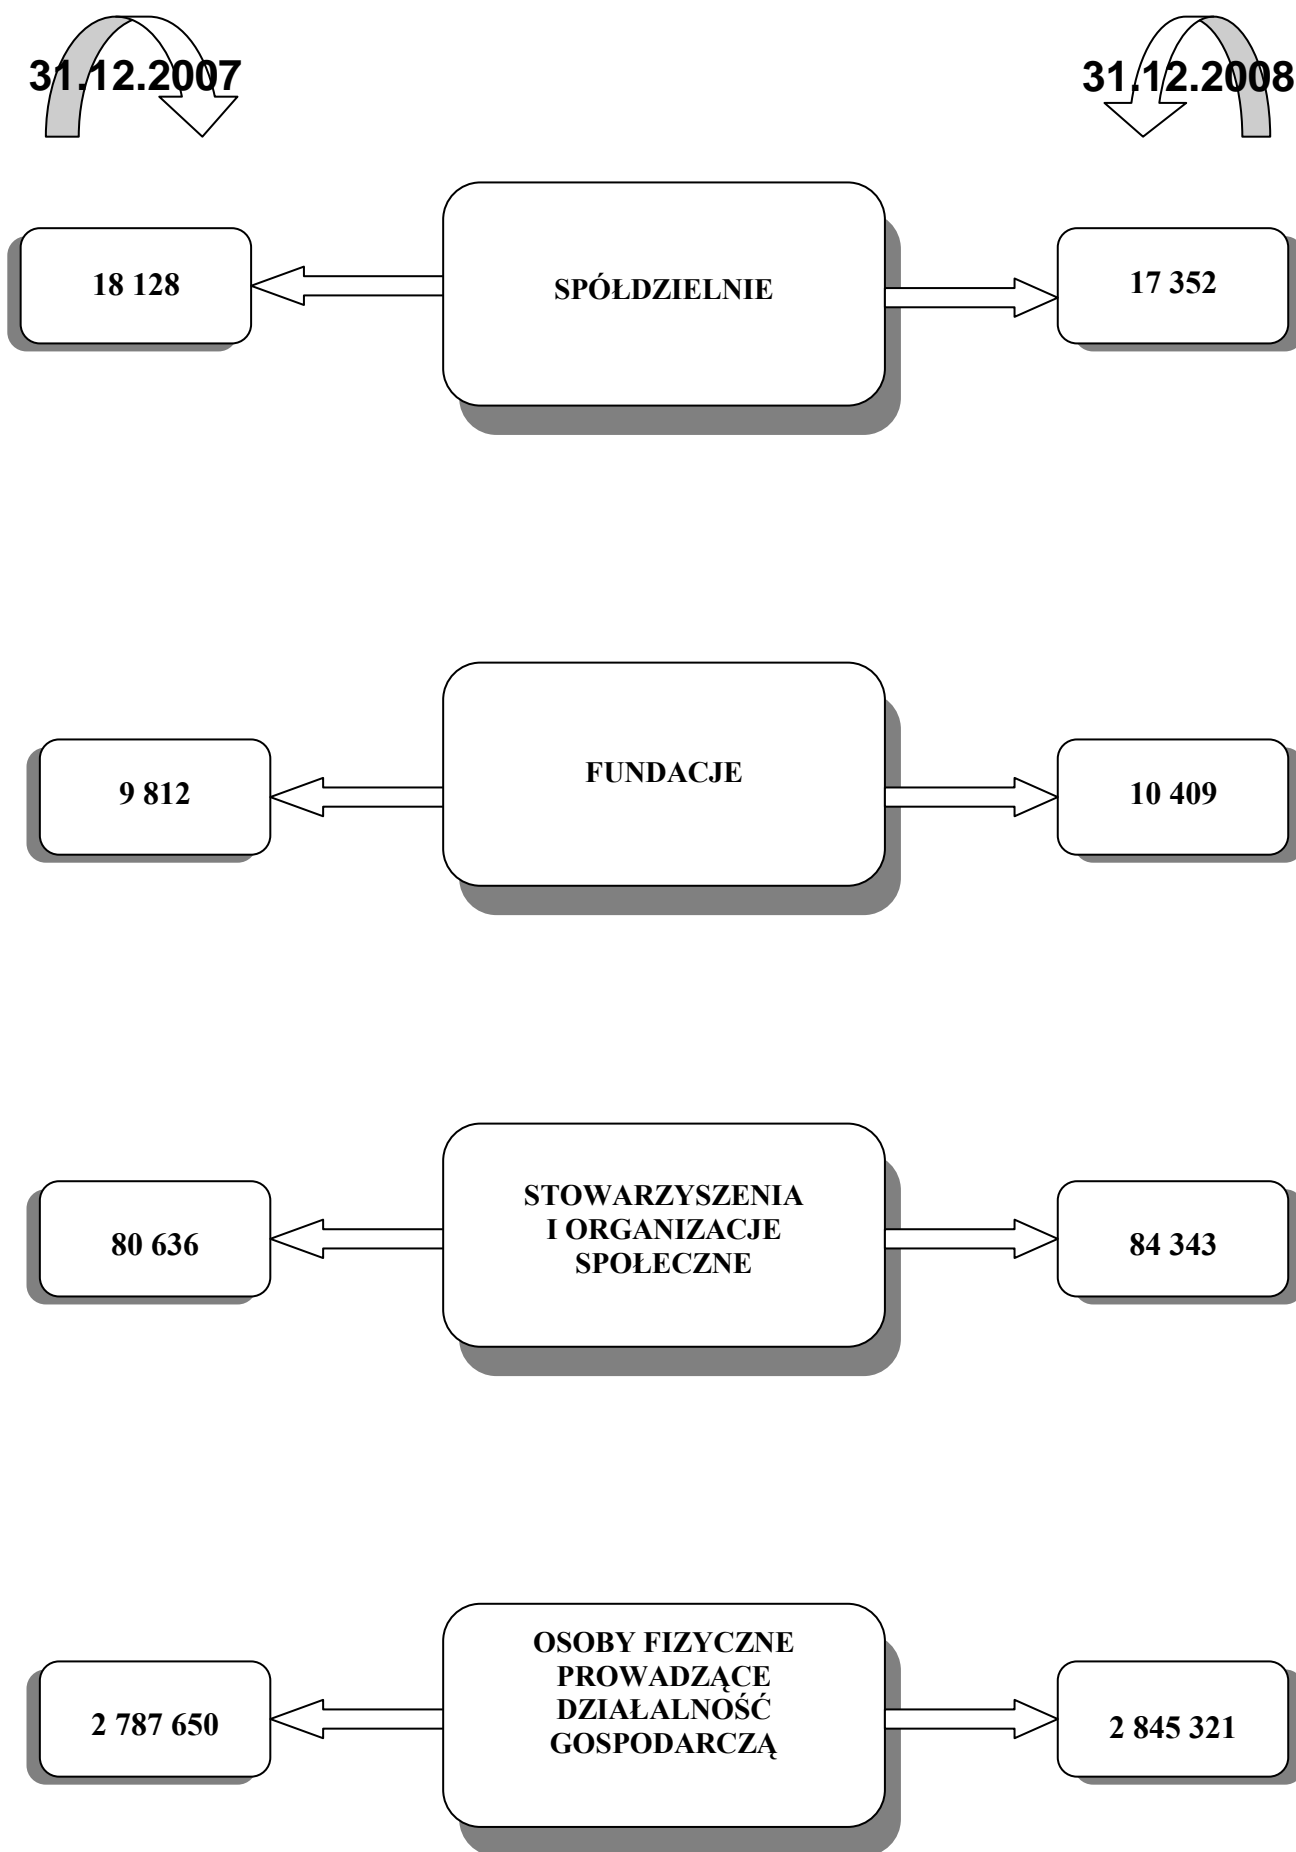 31.12.2007
31.12.2008
18 128
SPÓŁDZIELNIE
17 352
9 812
FUNDACJE
10 409
80 636
STOWARZYSZENIA
I ORGANIZACJE
SPOŁECZNE
84 343
2 787 650
OSOBY FIZYCZNE
PROWADZĄCE
DZIAŁALNOŚĆ
GOSPODARCZĄ
2 845 321